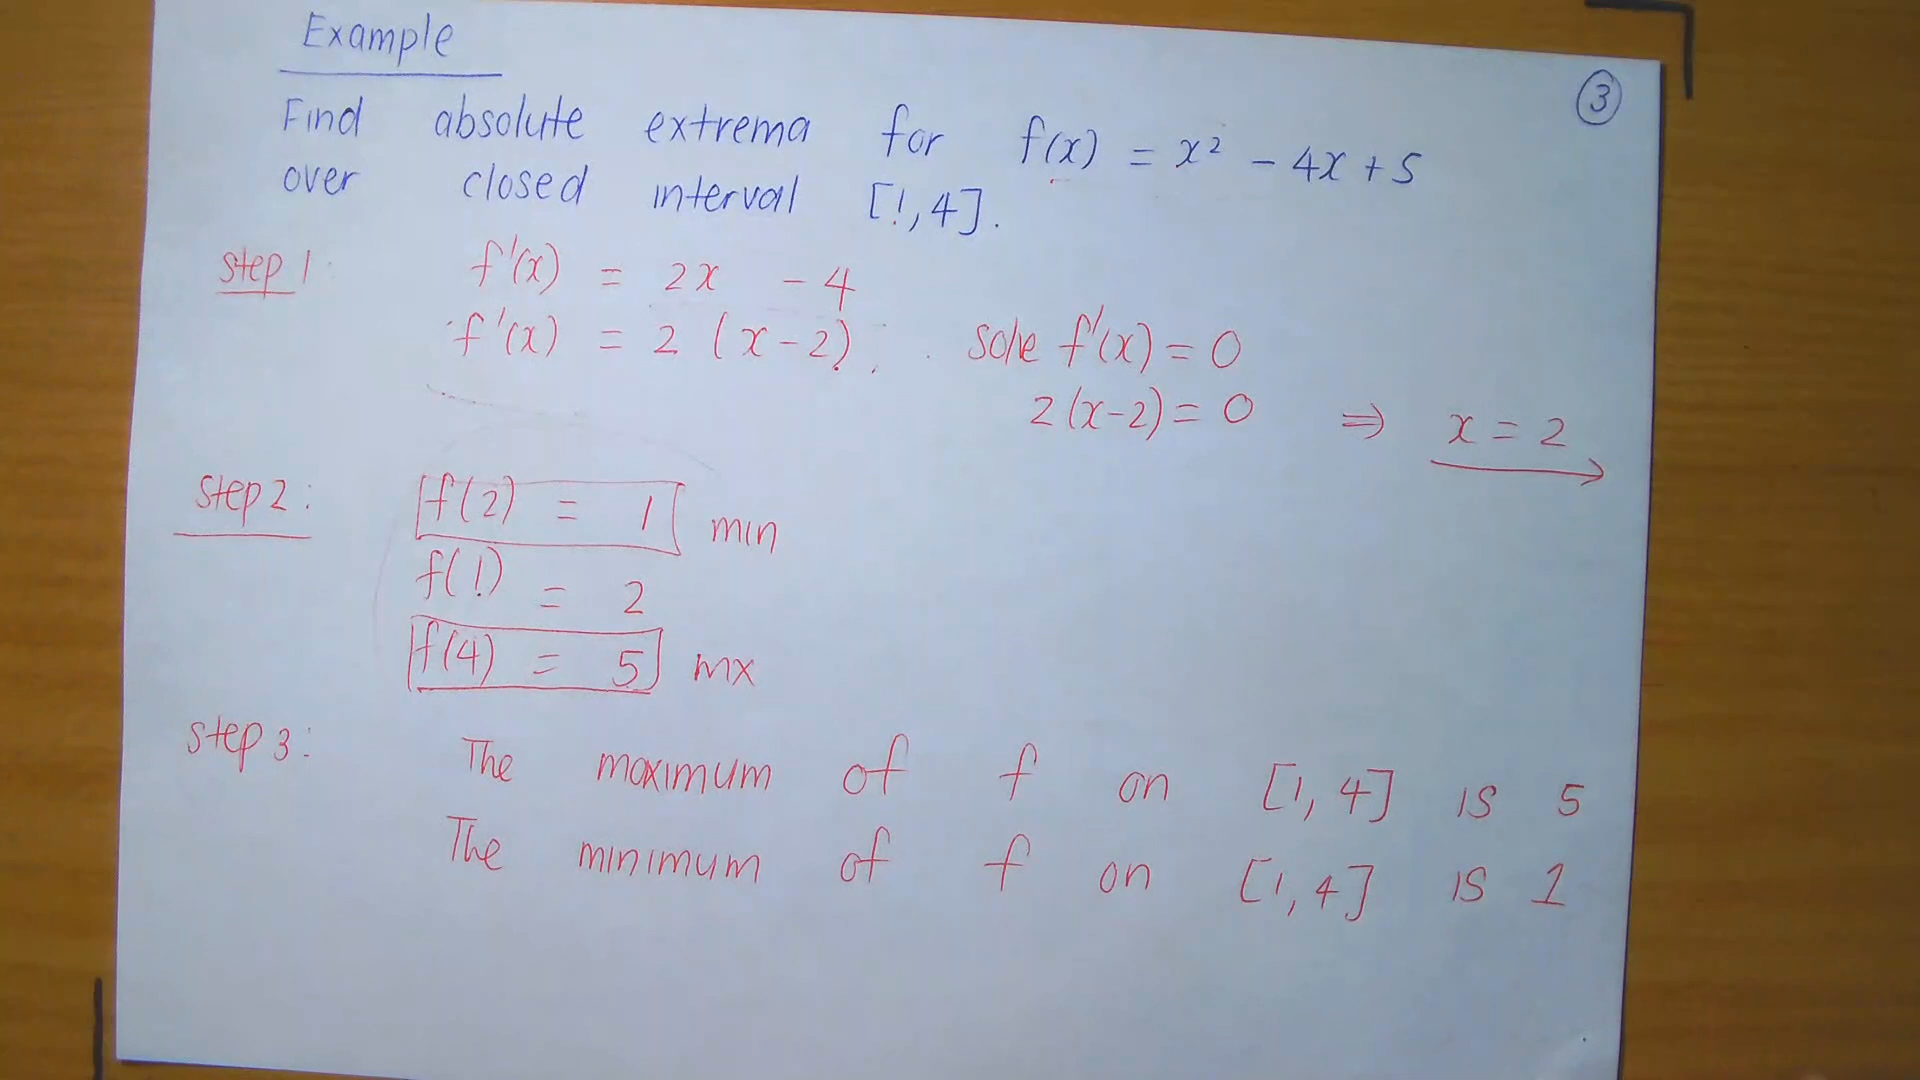 Example
③
Find absolute extrema for f(x) = x² - 4x + 5
over closed interval [1, 4].
step 1: f'(x) = 2x - 4
f'(x) = 2 (x-2). solve f'(x) = 0
2(x-2) = 0 ⇒ x = 2
step 2: f(2) = 1 min
f(1) = 2
f(4) = 5 mx
step 3: The maximum of f on [1, 4] is 5
The minimum of f on [1, 4] is 1